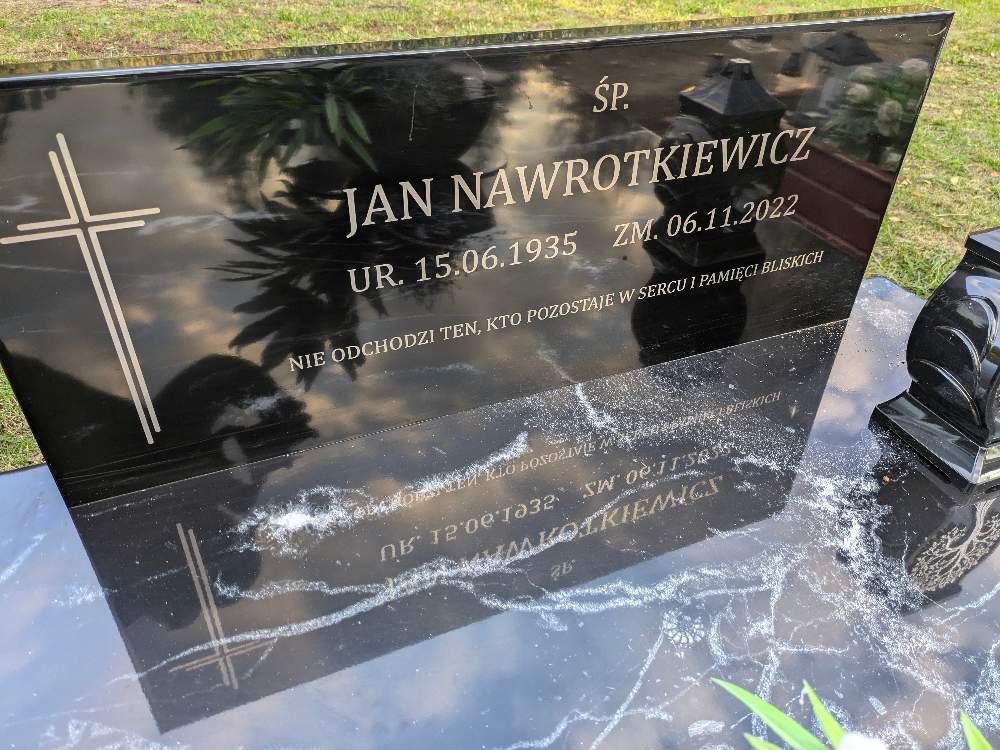 ŚP.
JAN NAWROTKIEWICZ
UR. 15.06.1935 ZM. 06.11.2022
NIE ODCHODZI TEN, KTO POZOSTAJE W SERCU I PAMIĘCI BLISKICH